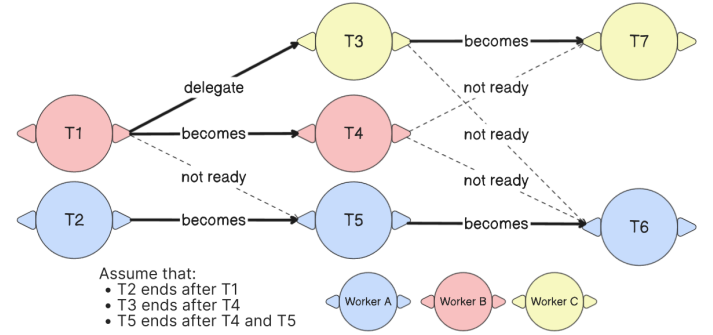 T3
becomes
T7
delegate
not ready
T1
becomes
T4
not ready
not ready
not ready
T2
becomes
T5
becomes
T6
Assume that:
• T2 ends after T1
• T3 ends after T4
• T5 ends after T4 and T5
Worker A
Worker B
Worker C